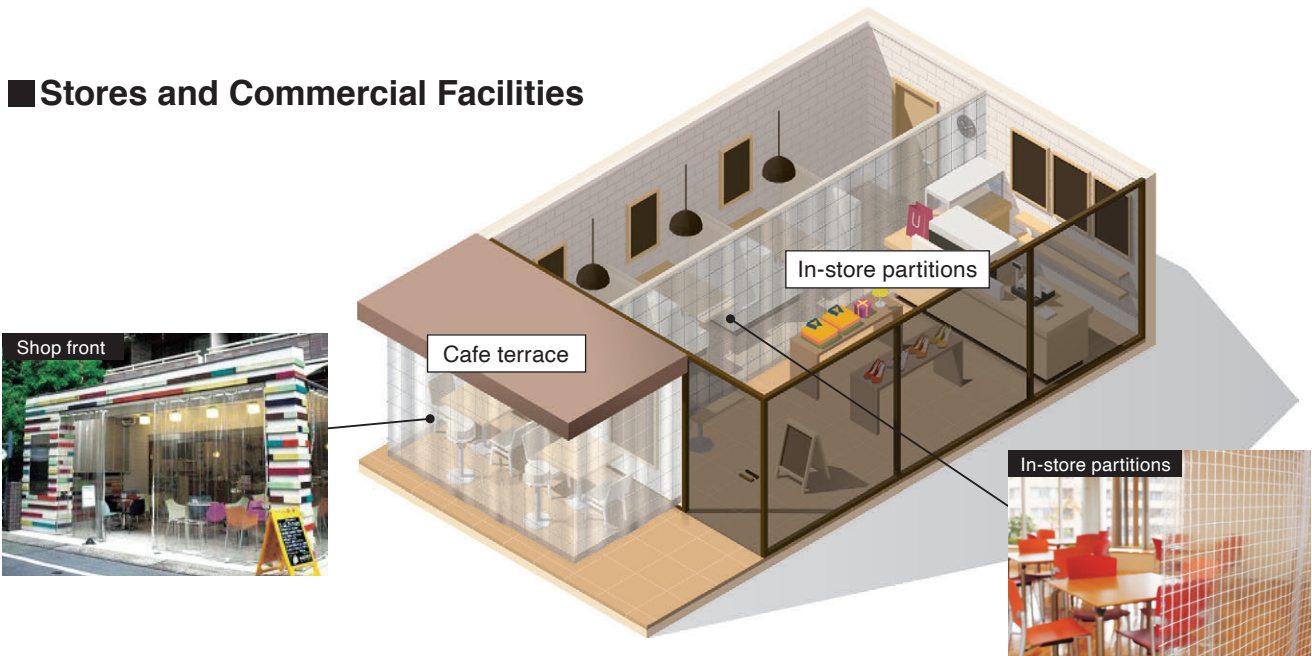 ■Stores and Commercial Facilities
In-store partitions
Cafe terrace
Shop front
In-store partitions